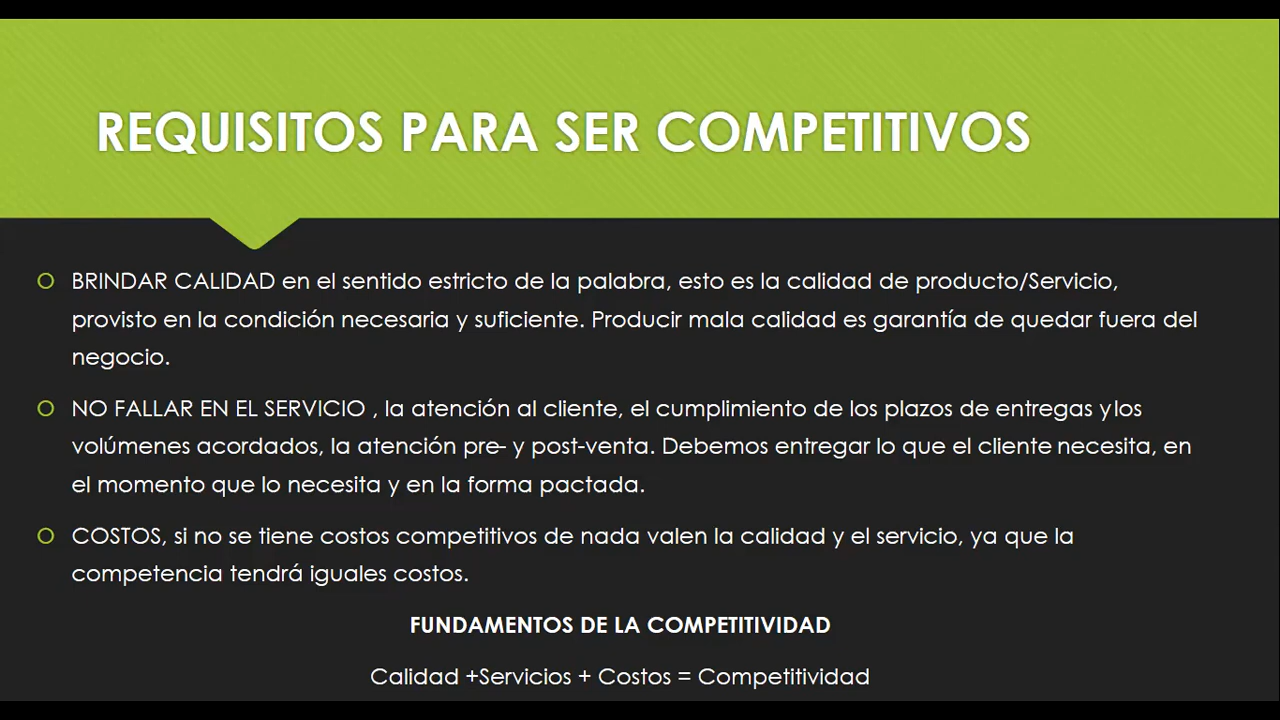 REQUISITOS PARA SER COMPETITIVOS
BRINDAR CALIDAD en el sentido estricto de la palabra, esto es la calidad de producto/Servicio,
provisto en la condición necesaria y suficiente. Producir mala calidad es garantía de quedar fuera del
negocio.
NO FALLAR EN EL SERVICIO , la atención al cliente, el cumplimiento de los plazos de entregas y los
volúmenes acordados, la atención pre- y post-venta. Debemos entregar lo que el cliente necesita, en
el momento que lo necesita y en la forma pactada.
COSTOS, si no se tiene costos competitivos de nada valen la calidad y el servicio, ya que la
competencia tendrá iguales costos.
FUNDAMENTOS DE LA COMPETITIVIDAD
Calidad +Servicios + Costos = Competitividad